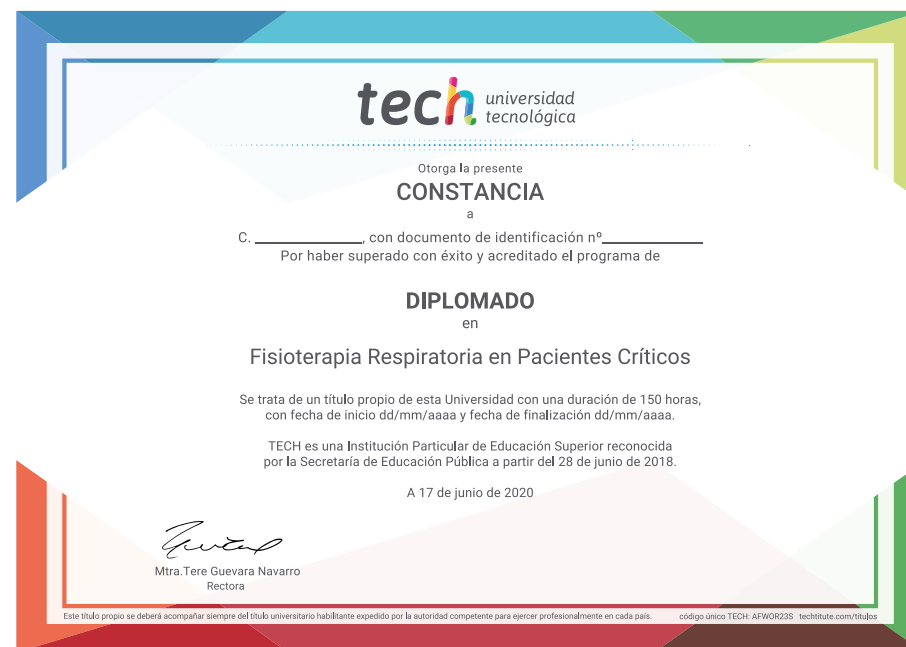 tech universidad
tecnológica
Otorga la presente
CONSTANCIA
a
C. ______________, con documento de identificación nº_____________
Por haber superado con éxito y acreditado el programa de
DIPLOMADO
en
Fisioterapia Respiratoria en Pacientes Críticos
Se trata de un título propio de esta Universidad con una duración de 150 horas,
con fecha de inicio dd/mm/aaaa y fecha de finalización dd/mm/aaaa.
TECH es una Institución Particular de Educación Superior reconocida
por la Secretaría de Educación Pública a partir del 28 de junio de 2018.
A 17 de junio de 2020
Mtra.Tere Guevara Navarro
Rectora
Este título propio se deberá acompañar siempre del título universitario habilitante expedido por la autoridad competente para ejercer profesionalmente en cada país. código único TECH: AFWOR23S techtitute.com/titulos